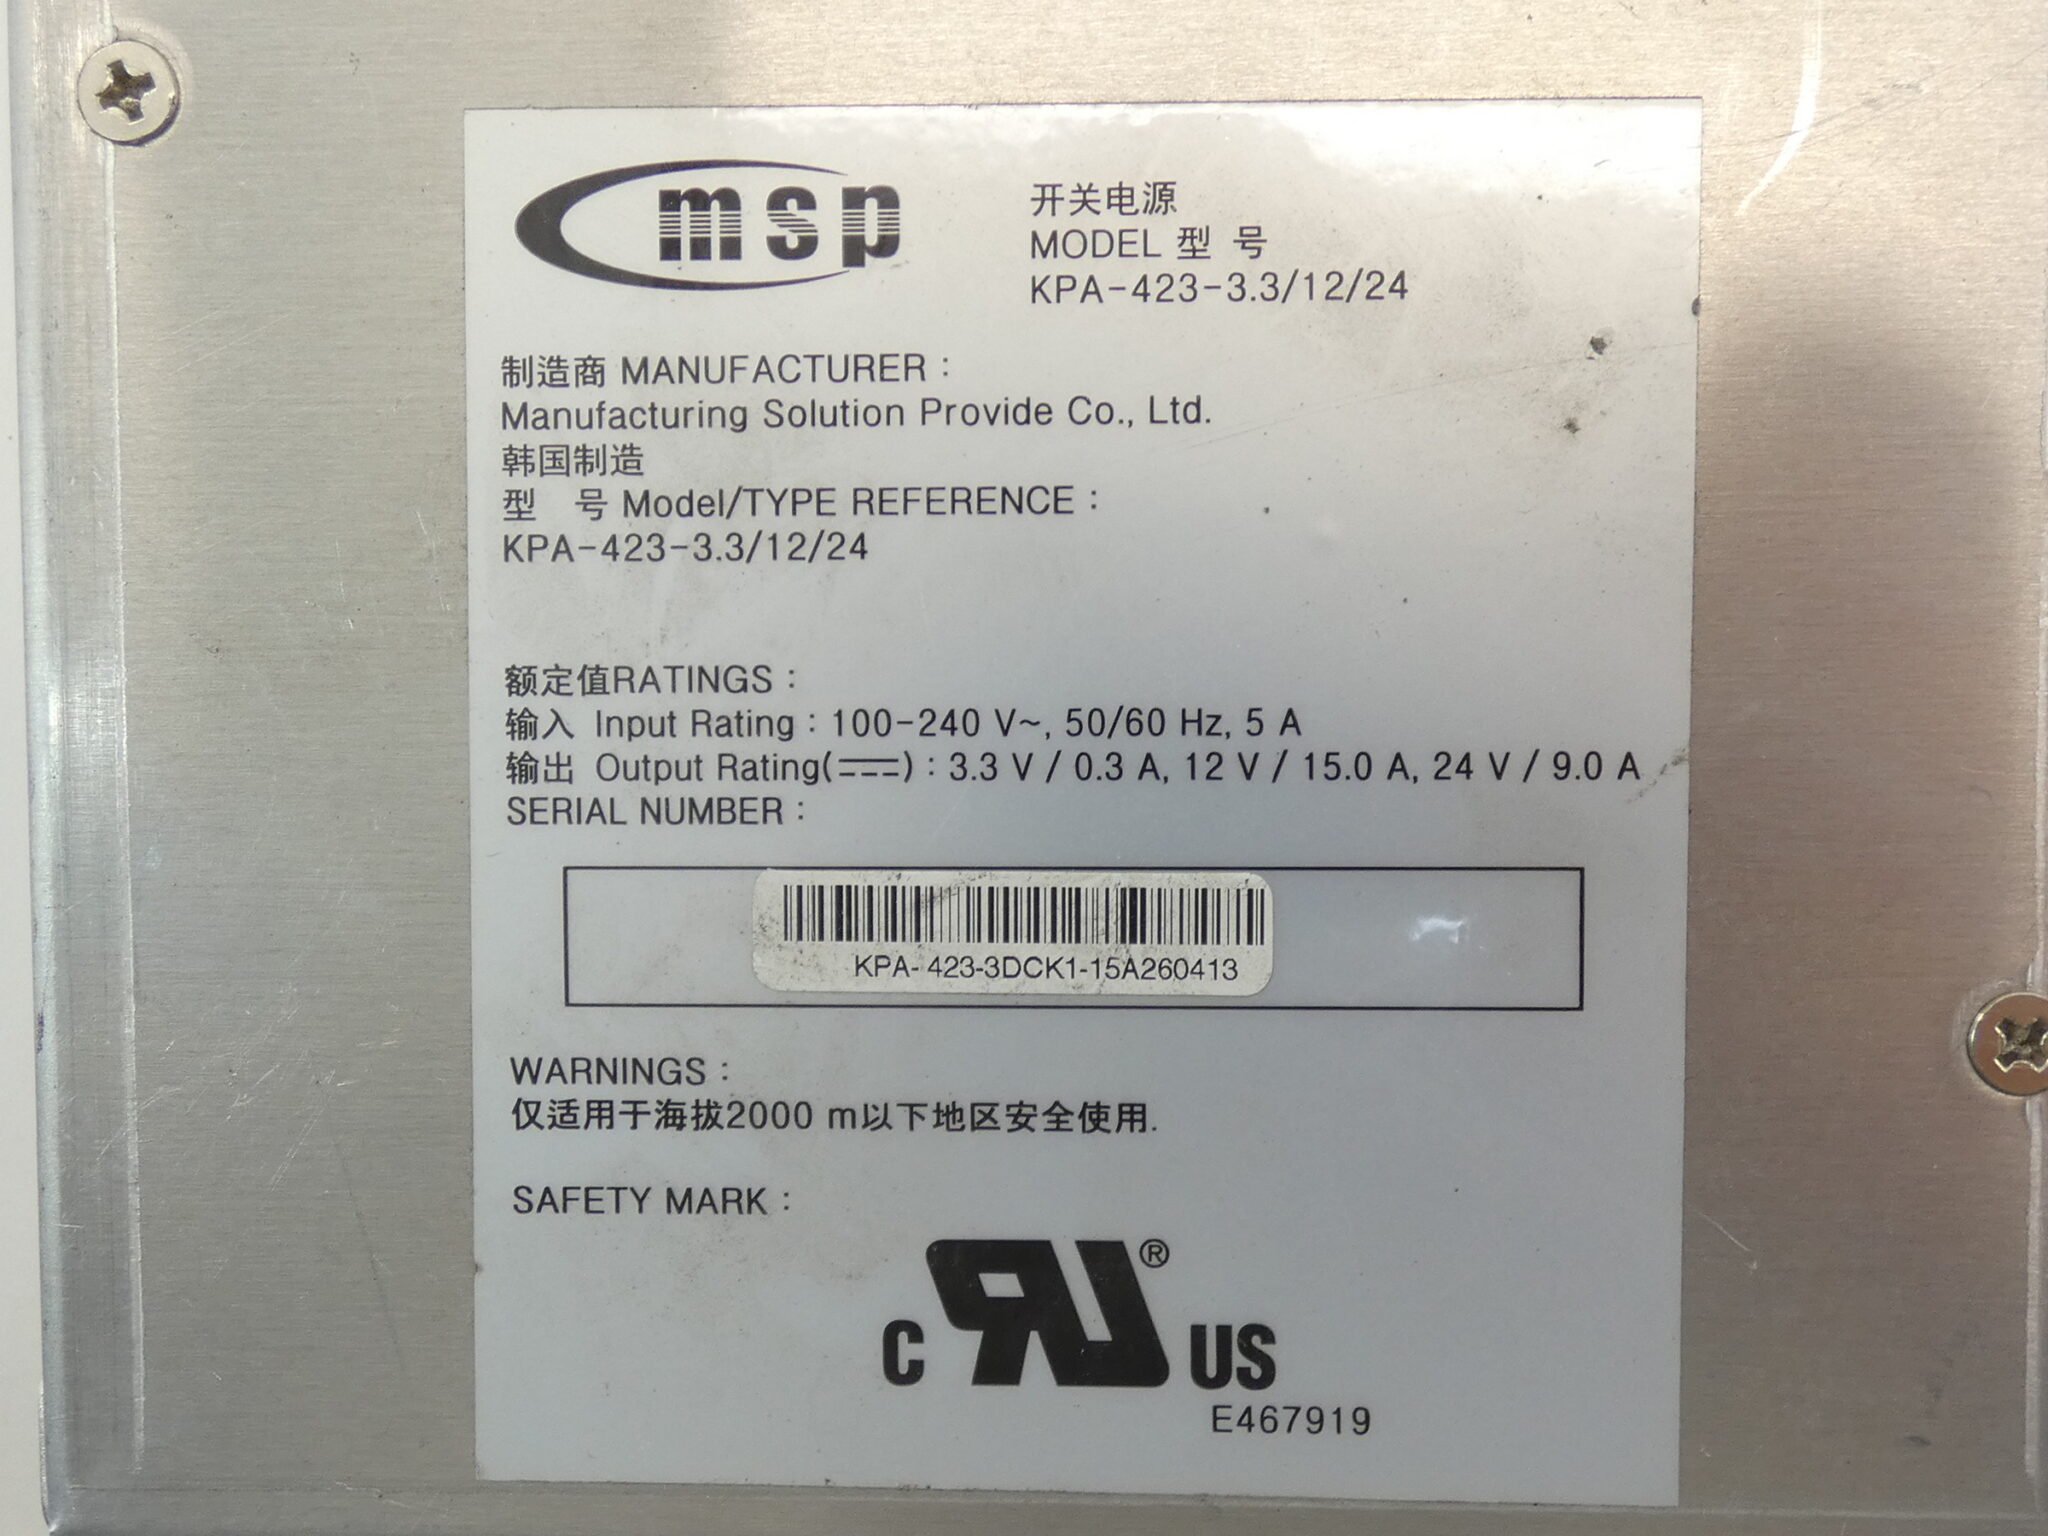 msp
开关电源
MODEL 型 号
KPA-423-3.3/12/24
制造商 MANUFACTURER :
Manufacturing Solution Provide Co., Ltd.
韩国制造
型 号 Model/TYPE REFERENCE :
KPA-423-3.3/12/24
额定值RATINGS :
输入 Input Rating : 100-240 V~, 50/60 Hz, 5 A
输出 Output Rating(⎓) : 3.3 V / 0.3 A, 12 V / 15.0 A, 24 V / 9.0 A
SERIAL NUMBER :
KPA- 423-3DCK1-15A260413
WARNINGS :
仅适用于海拔2000 m以下地区安全使用.
SAFETY MARK :
C RU ® US
E467919